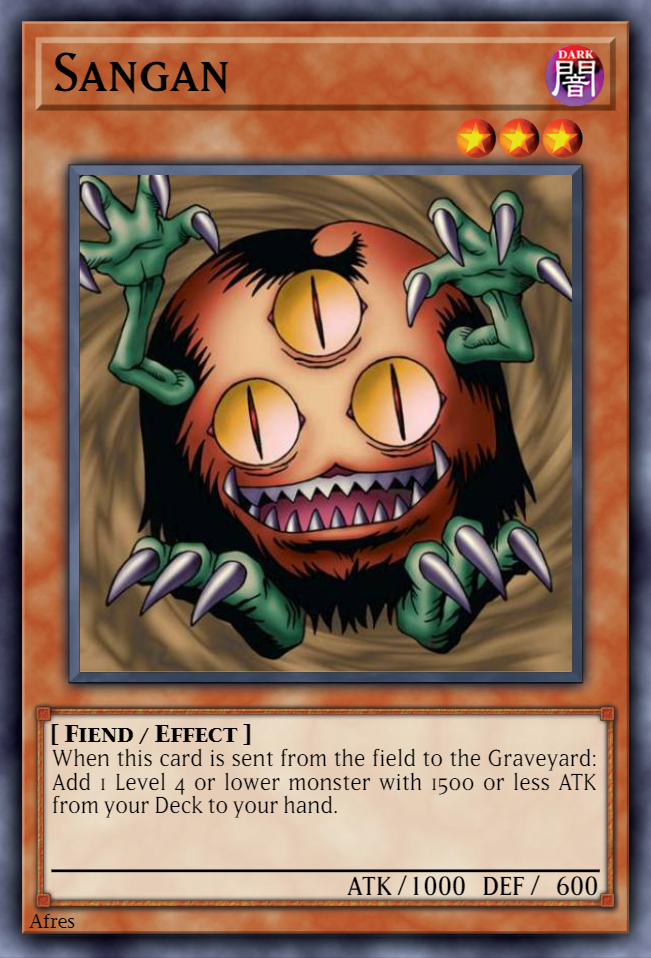 Sangan
DARK
闇
[ Fiend / Effect ]
When this card is sent from the field to the Graveyard:
Add 1 Level 4 or lower monster with 1500 or less ATK
from your Deck to your hand.
ATK / 1000 DEF / 600
Afres